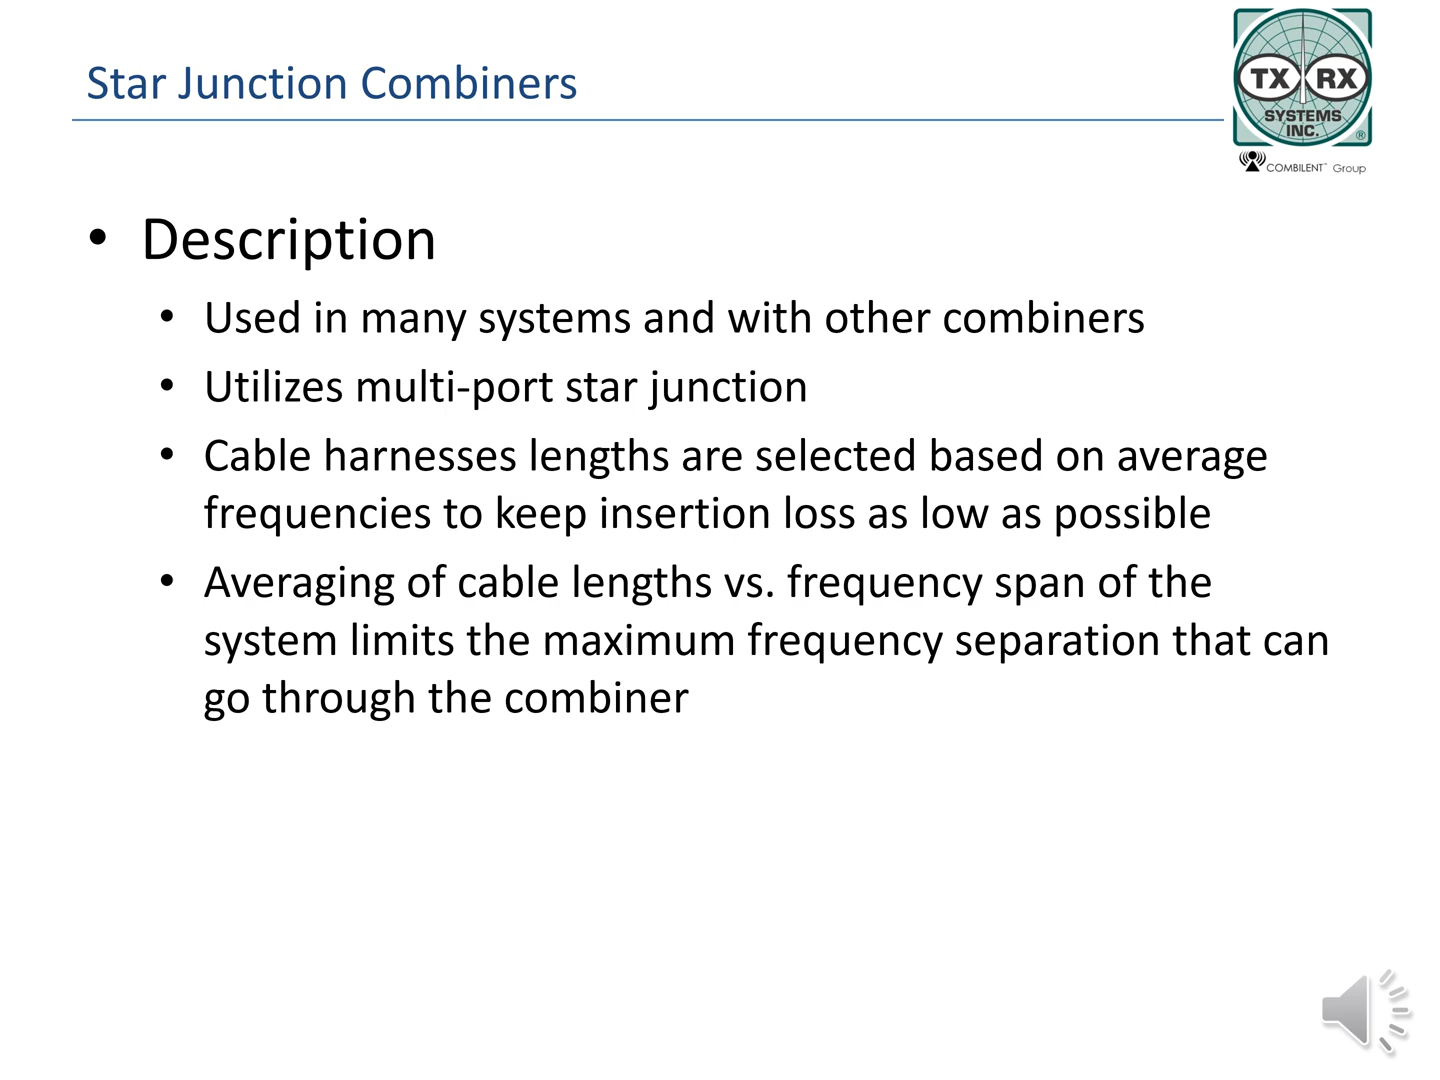 Star Junction Combiners
TX RX
SYSTEMS
INC.
®
COMBILENT™ Group
• Description
• Used in many systems and with other combiners
• Utilizes multi-port star junction
• Cable harnesses lengths are selected based on average
frequencies to keep insertion loss as low as possible
• Averaging of cable lengths vs. frequency span of the
system limits the maximum frequency separation that can
go through the combiner